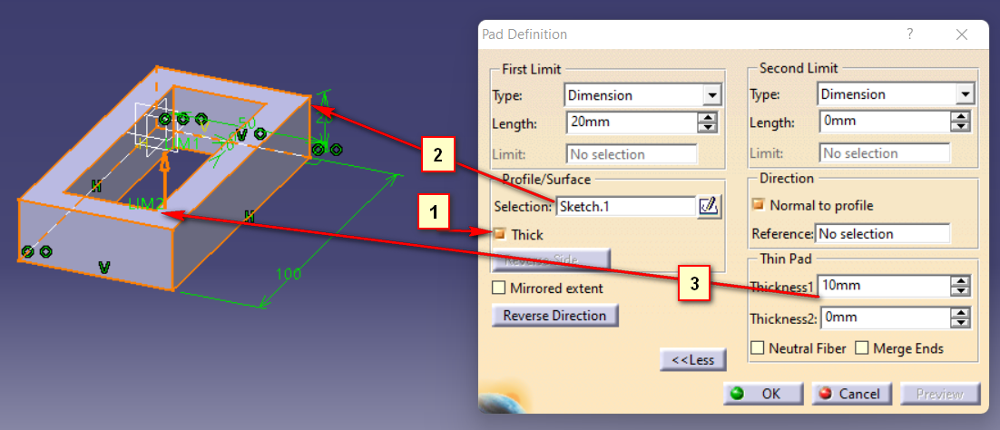 Pad Definition
?
First Limit
Type: Dimension
Length: 20mm
Limit: No selection
Profile/Surface
Selection: Sketch.1
Thick
Reverse Side
Mirrored extent
Reverse Direction
<<Less
Second Limit
Type: Dimension
Length: 0mm
Limit: No selection
Direction
Normal to profile
Reference: No selection
Thin Pad
Thickness1 10mm
Thickness2: 0mm
Neutral Fiber
Merge Ends
OK
Cancel
Preview
1
2
3
50
V
H
LIM2
H
V
100